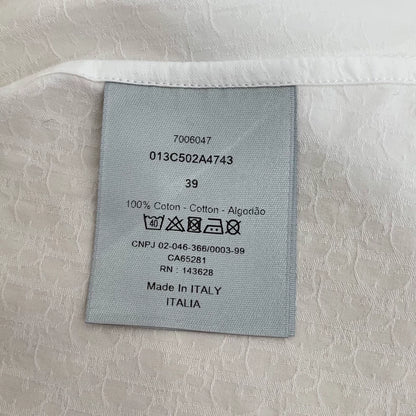 7006047
013C502A4743
39
100% Coton - Cotton - Algodão
40
CNPJ 02-046-366/0003-99
CA65281
RN : 143628
Made In ITALY
ITALIA